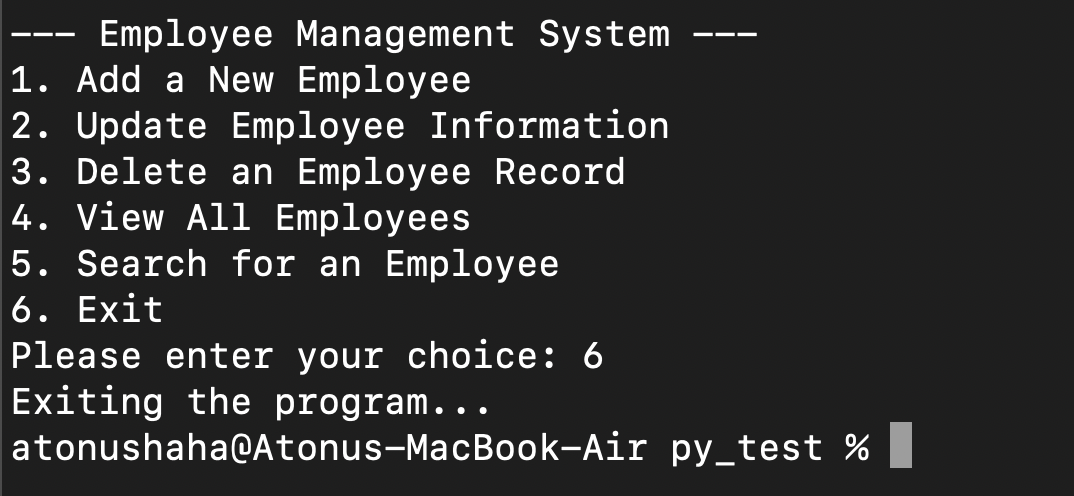 --- Employee Management System ---
1. Add a New Employee
2. Update Employee Information
3. Delete an Employee Record
4. View All Employees
5. Search for an Employee
6. Exit
Please enter your choice: 6
Exiting the program...
atonushaha@Atonus-MacBook-Air py_test %